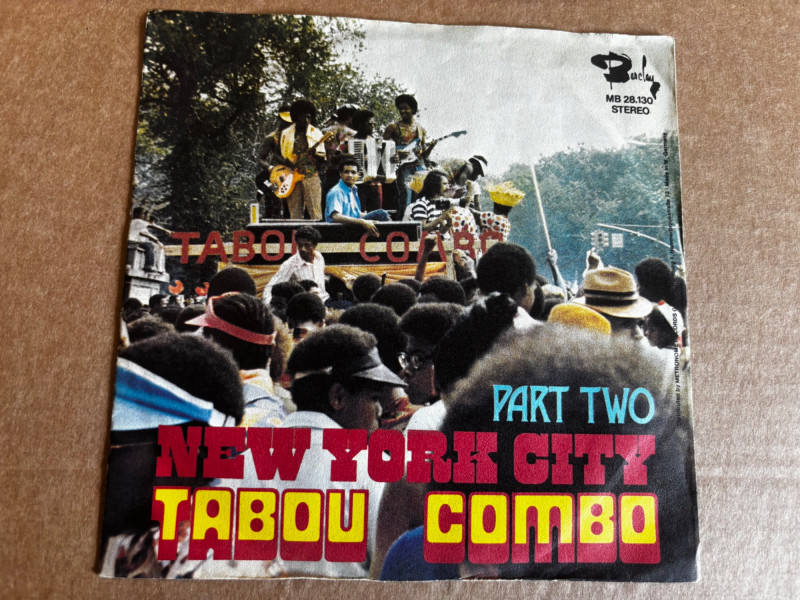 Barclay
MB 28.130
STEREO
TABOU COMBO
PART TWO
NEW YORK CITY
TABOU COMBO